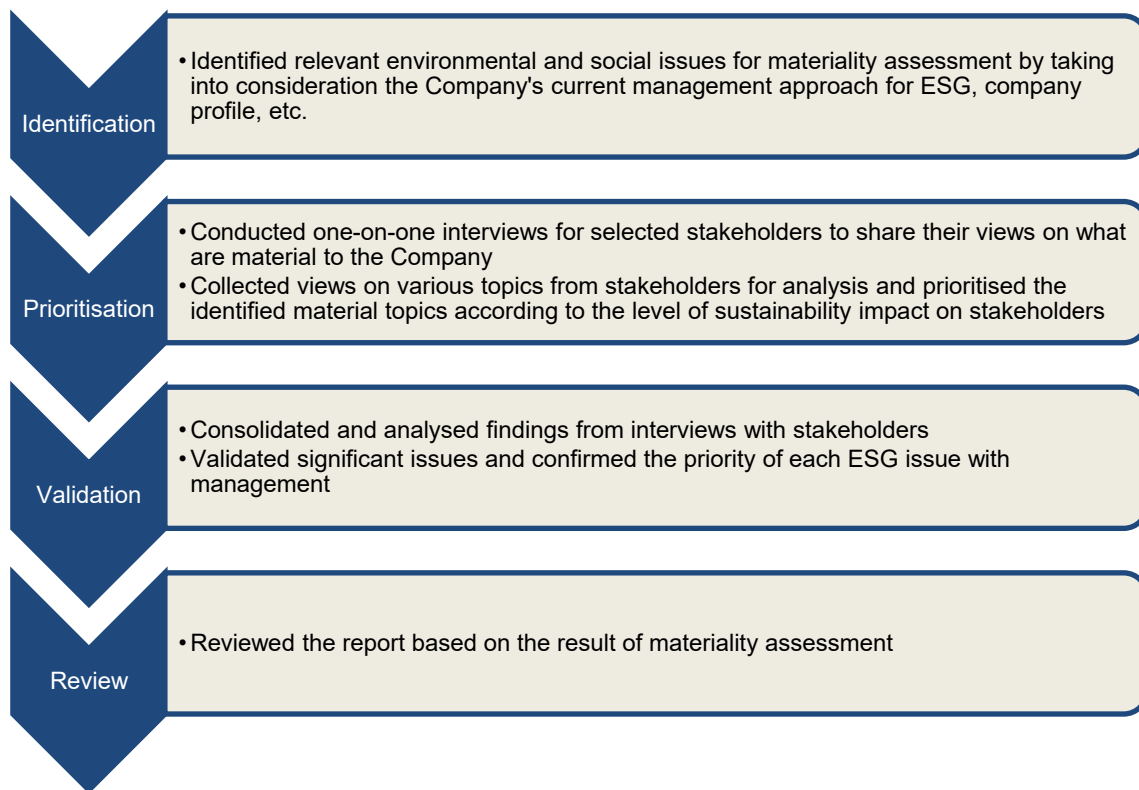 Identification
•Identified relevant environmental and social issues for materiality assessment by taking
into consideration the Company's current management approach for ESG, company
profile, etc.
Prioritisation
•Conducted one-on-one interviews for selected stakeholders to share their views on what
are material to the Company
•Collected views on various topics from stakeholders for analysis and prioritised the
identified material topics according to the level of sustainability impact on stakeholders
Validation
•Consolidated and analysed findings from interviews with stakeholders
•Validated significant issues and confirmed the priority of each ESG issue with
management
Review
•Reviewed the report based on the result of materiality assessment